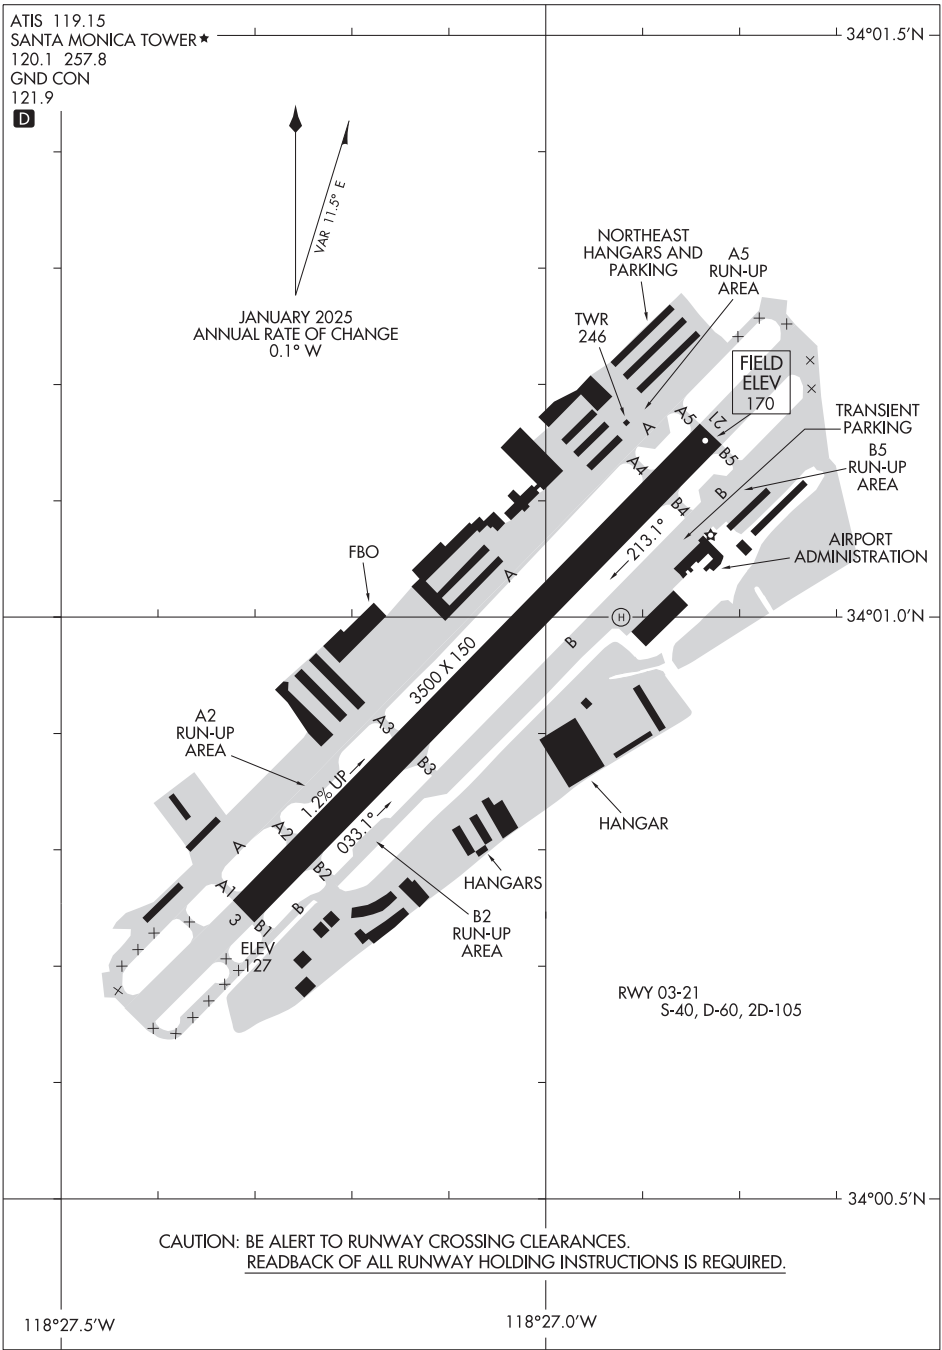 ATIS 119.15
SANTA MONICA TOWER★
120.1 257.8
GND CON
121.9
D
34°01.5'N
VAR 11.5° E
JANUARY 2025
ANNUAL RATE OF CHANGE
0.1° W
NORTHEAST
HANGARS AND
PARKING
A5
RUN-UP
AREA
TWR
246
FIELD
ELEV
170
TRANSIENT
PARKING
B5
RUN-UP
AREA
AIRPORT
ADMINISTRATION
A
A5
21
A4
B5
B
B4
213.1°
FBO
A
H
34°01.0'N
B
3500 X 150
A2
RUN-UP
AREA
A3
B3
1.2% UP
033.1°
HANGAR
A
A2
B2
HANGARS
A1
B
3
B1
ELEV
127
B2
RUN-UP
AREA
RWY 03-21
S-40, D-60, 2D-105
34°00.5'N
CAUTION: BE ALERT TO RUNWAY CROSSING CLEARANCES.
READBACK OF ALL RUNWAY HOLDING INSTRUCTIONS IS REQUIRED.
118°27.5'W
118°27.0'W